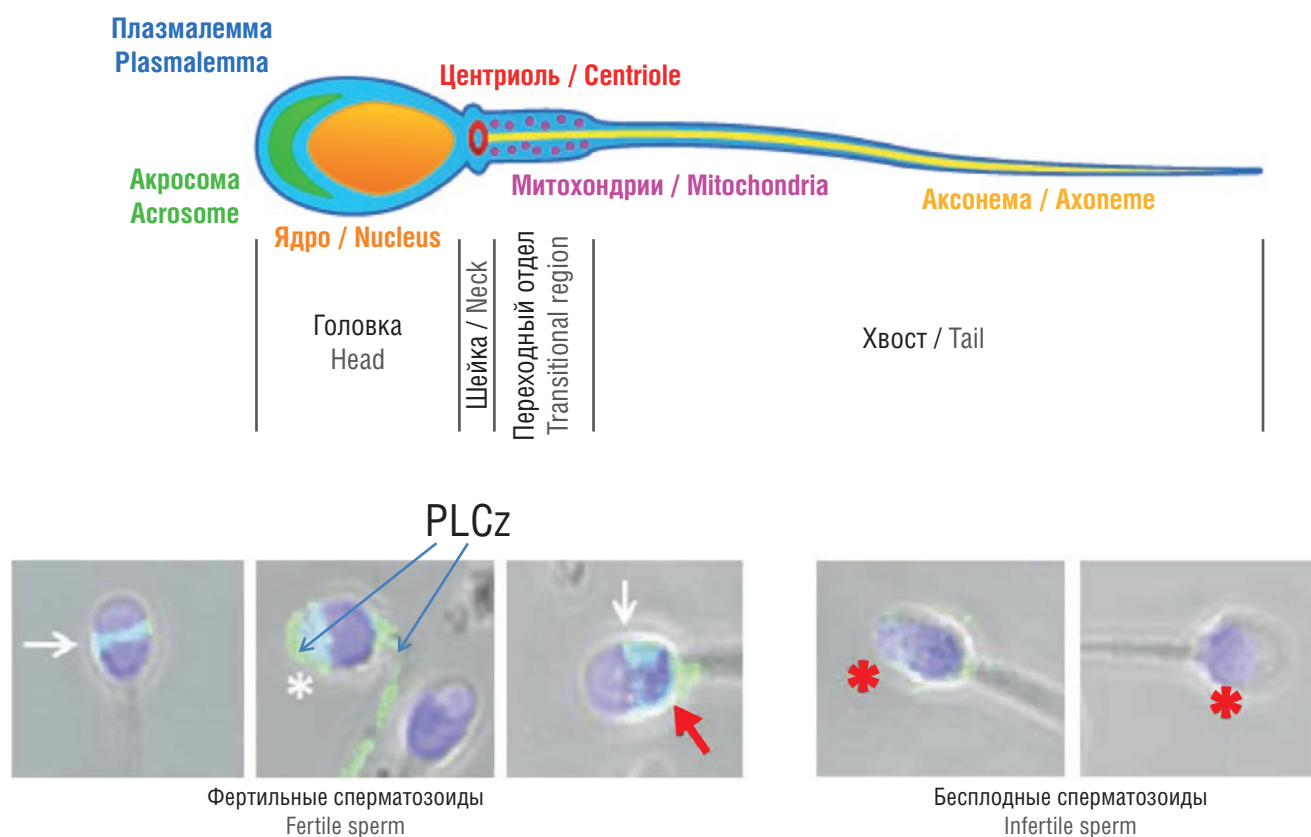 Плазмалемма
Plasmalemma
Центриоль / Centriole
Акросома
Acrosome
Митохондрии / Mitochondria
Аксонема / Axoneme
Ядро / Nucleus
Головка
Head
Шейка / Neck
Переходный отдел
Transitional region
Хвост / Tail
PLCz
*
*
*
Фертильные сперматозоиды
Fertile sperm
Бесплодные сперматозоиды
Infertile sperm